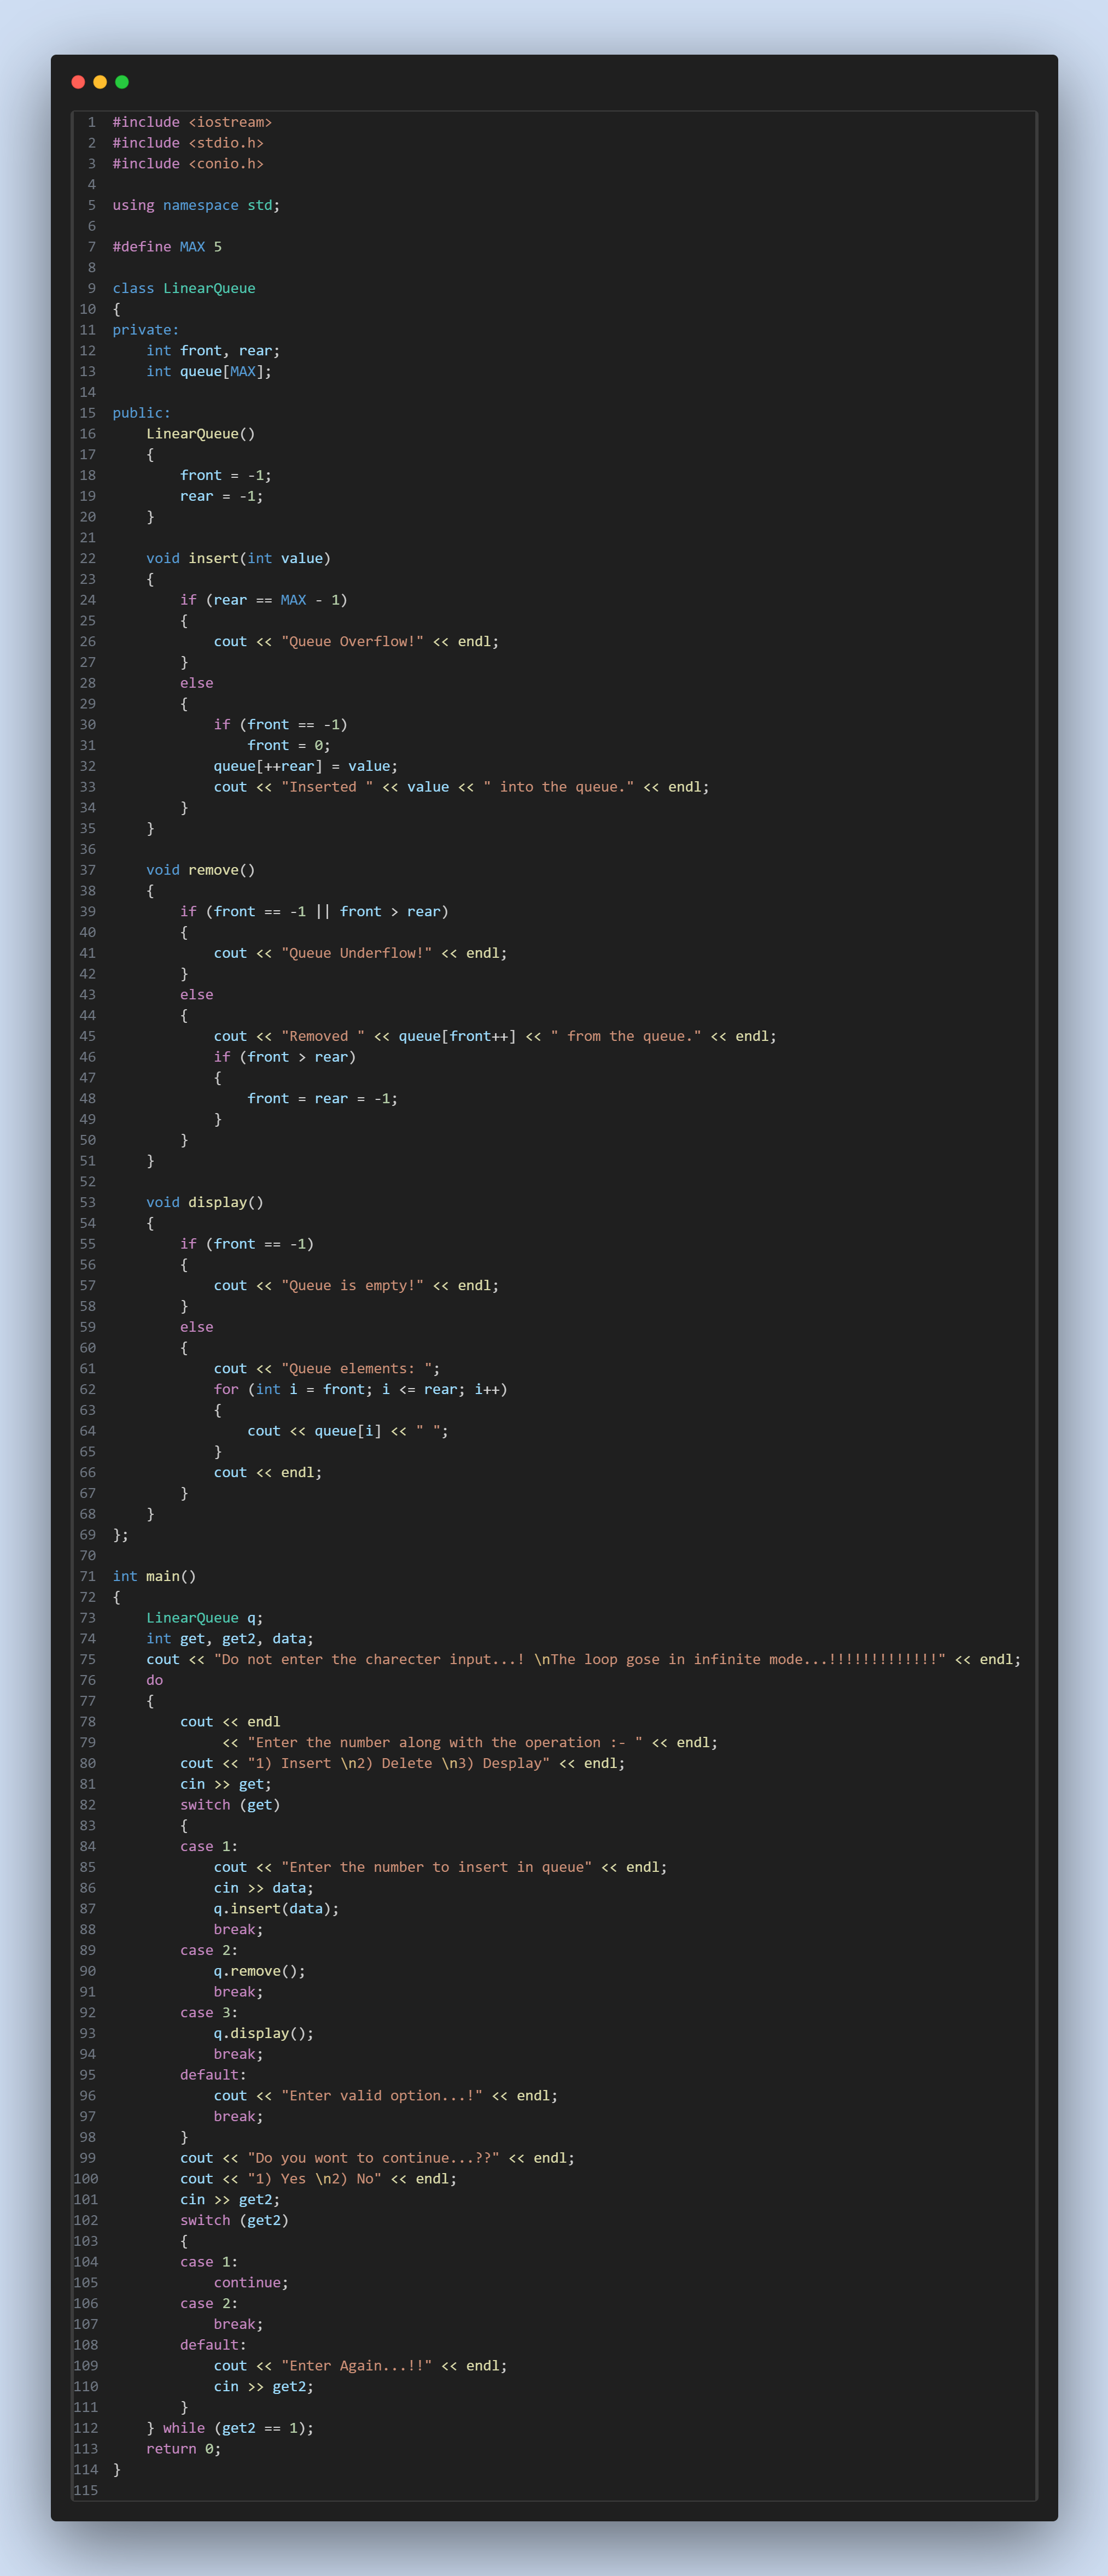 1 #include <iostream>
2 #include <stdio.h>
3 #include <conio.h>
4
5 using namespace std;
6
7 #define MAX 5
8
9 class LinearQueue
10 {
11 private:
12     int front, rear;
13     int queue[MAX];
14
15 public:
16     LinearQueue()
17     {
18         front = -1;
19         rear = -1;
20     }
21
22     void insert(int value)
23     {
24         if (rear == MAX - 1)
25         {
26             cout << "Queue Overflow!" << endl;
27         }
28         else
29         {
30             if (front == -1)
31                 front = 0;
32             queue[++rear] = value;
33             cout << "Inserted " << value << " into the queue." << endl;
34         }
35     }
36
37     void remove()
38     {
39         if (front == -1 || front > rear)
40         {
41             cout << "Queue Underflow!" << endl;
42         }
43         else
44         {
45             cout << "Removed " << queue[front++] << " from the queue." << endl;
46             if (front > rear)
47             {
48                 front = rear = -1;
49             }
50         }
51     }
52
53     void display()
54     {
55         if (front == -1)
56         {
57             cout << "Queue is empty!" << endl;
58         }
59         else
60         {
61             cout << "Queue elements: ";
62             for (int i = front; i <= rear; i++)
63             {
64                 cout << queue[i] << " ";
65             }
66             cout << endl;
67         }
68     }
69 };
70
71 int main()
72 {
73     LinearQueue q;
74     int get, get2, data;
75     cout << "Do not enter the charecter input...! \nThe loop gose in infinite mode...!!!!!!!!!!!!!" << endl;
76     do
77     {
78         cout << endl
79              << "Enter the number along with the operation :- " << endl;
80         cout << "1) Insert \n2) Delete \n3) Desplay" << endl;
81         cin >> get;
82         switch (get)
83         {
84         case 1:
85             cout << "Enter the number to insert in queue" << endl;
86             cin >> data;
87             q.insert(data);
88             break;
89         case 2:
90             q.remove();
91             break;
92         case 3:
93             q.display();
94             break;
95         default:
96             cout << "Enter valid option...!" << endl;
97             break;
98         }
99         cout << "Do you wont to continue...??" << endl;
100         cout << "1) Yes \n2) No" << endl;
101         cin >> get2;
102         switch (get2)
103         {
104         case 1:
105             continue;
106         case 2:
107             break;
108         default:
109             cout << "Enter Again...!!" << endl;
110             cin >> get2;
111         }
112     } while (get2 == 1);
113     return 0;
114 }
115